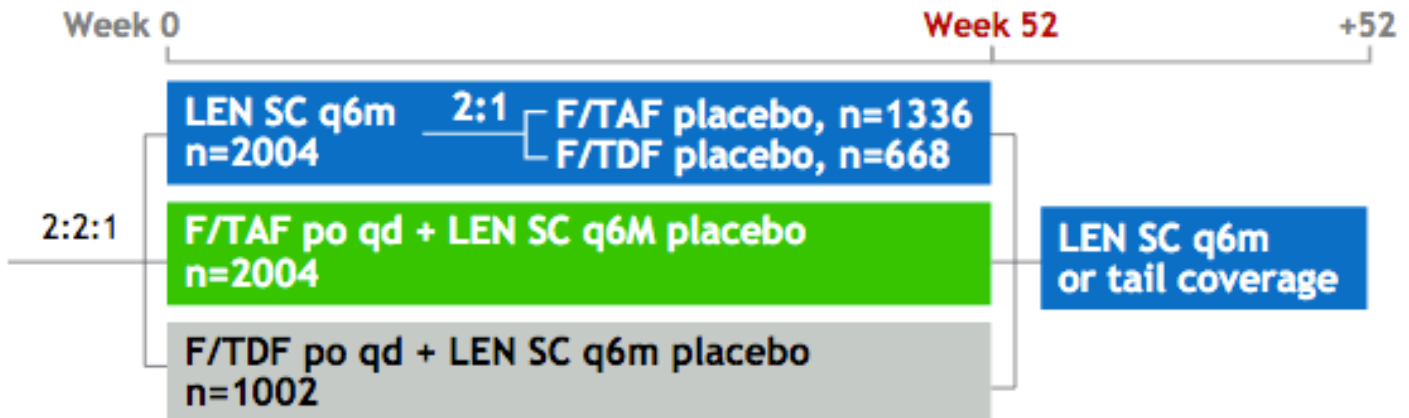 Week 0 Week 52 +52
LEN SC q6m 2:1 F/TAF placebo, n=1336
n=2004 F/TDF placebo, n=668
2:2:1
F/TAF po qd + LEN SC q6M placebo
n=2004
LEN SC q6m
or tail coverage
F/TDF po qd + LEN SC q6m placebo
n=1002